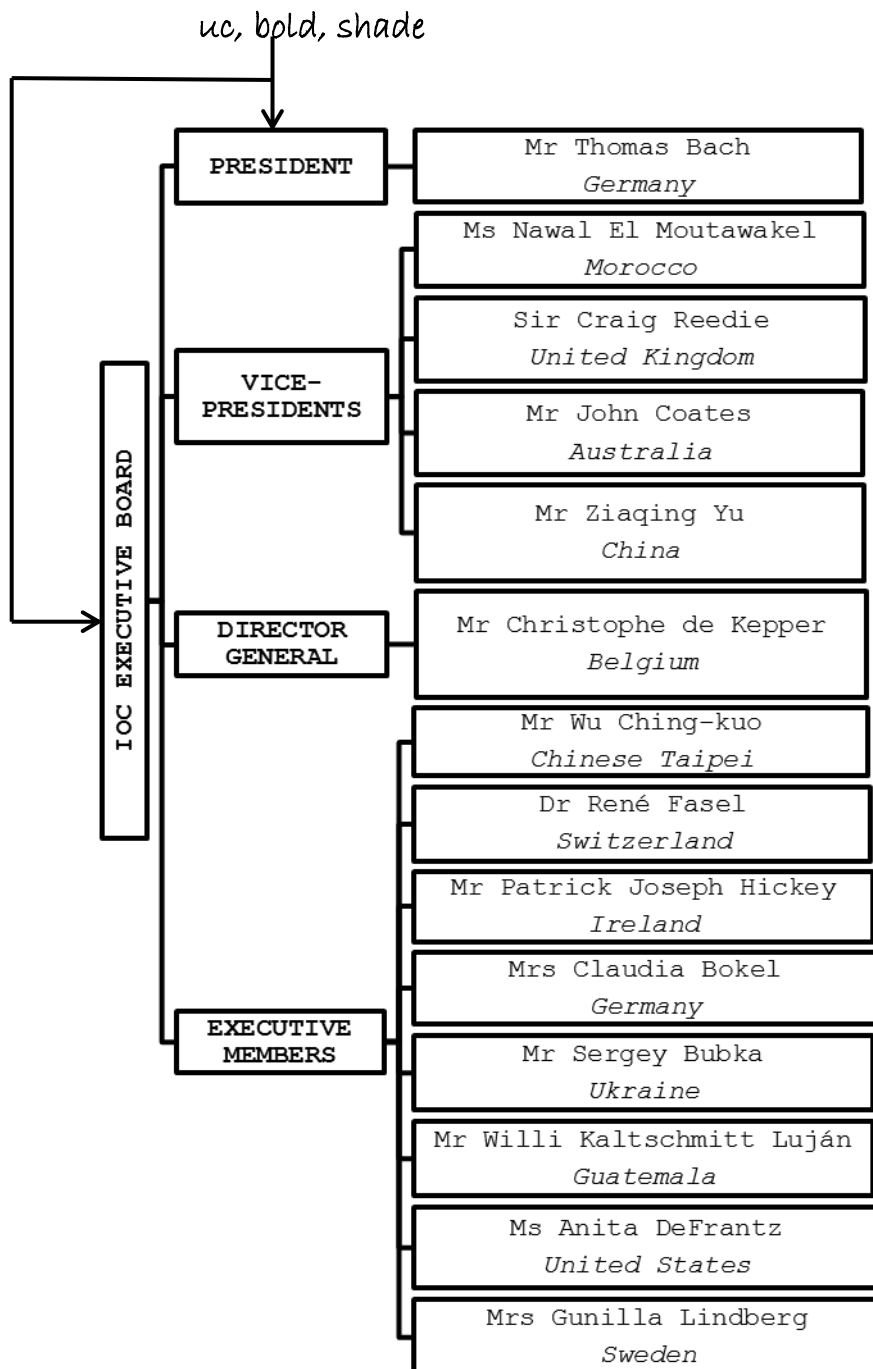 uc, bold, shade
IOC EXECUTIVE BOARD
PRESIDENT
Mr Thomas Bach
Germany
VICE-
PRESIDENTS
Ms Nawal El Moutawakel
Morocco
Sir Craig Reedie
United Kingdom
Mr John Coates
Australia
Mr Ziaqing Yu
China
DIRECTOR
GENERAL
Mr Christophe de Kepper
Belgium
EXECUTIVE
MEMBERS
Mr Wu Ching-kuo
Chinese Taipei
Dr René Fasel
Switzerland
Mr Patrick Joseph Hickey
Ireland
Mrs Claudia Bokel
Germany
Mr Sergey Bubka
Ukraine
Mr Willi Kaltschmitt Luján
Guatemala
Ms Anita DeFrantz
United States
Mrs Gunilla Lindberg
Sweden